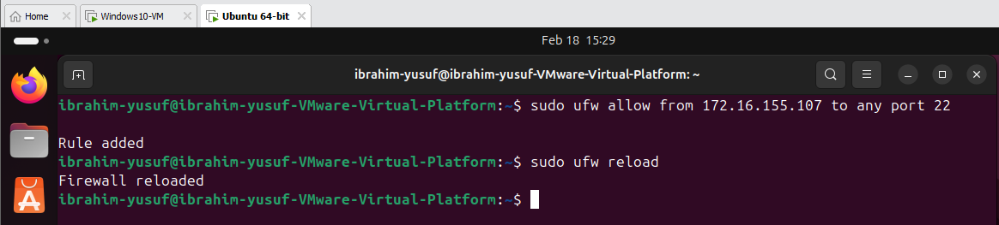 Home
Windows10-VM
Ubuntu 64-bit
Feb 18 15:29
ibrahim-yusuf@ibrahim-yusuf-VMware-Virtual-Platform: ~
ibrahim-yusuf@ibrahim-yusuf-VMware-Virtual-Platform:~$ sudo ufw allow from 172.16.155.107 to any port 22
Rule added
ibrahim-yusuf@ibrahim-yusuf-VMware-Virtual-Platform:~$ sudo ufw reload
Firewall reloaded
ibrahim-yusuf@ibrahim-yusuf-VMware-Virtual-Platform:~$